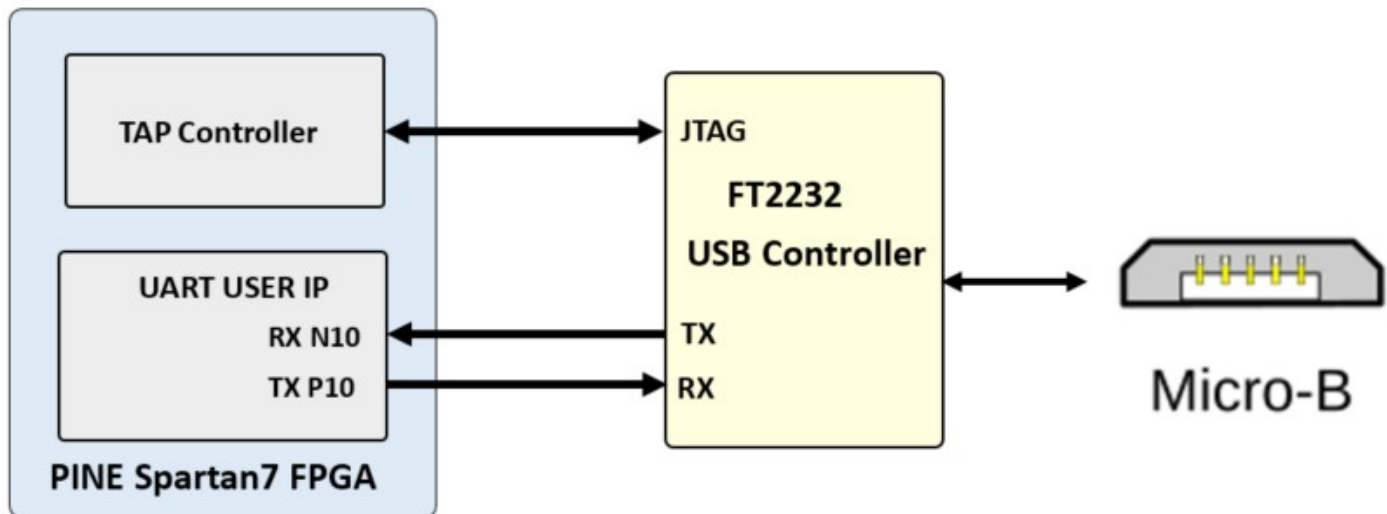 TAP Controller
UART USER IP
RX N10
TX P10
PINE Spartan7 FPGA
JTAG
FT2232
USB Controller
TX
RX
Micro-B